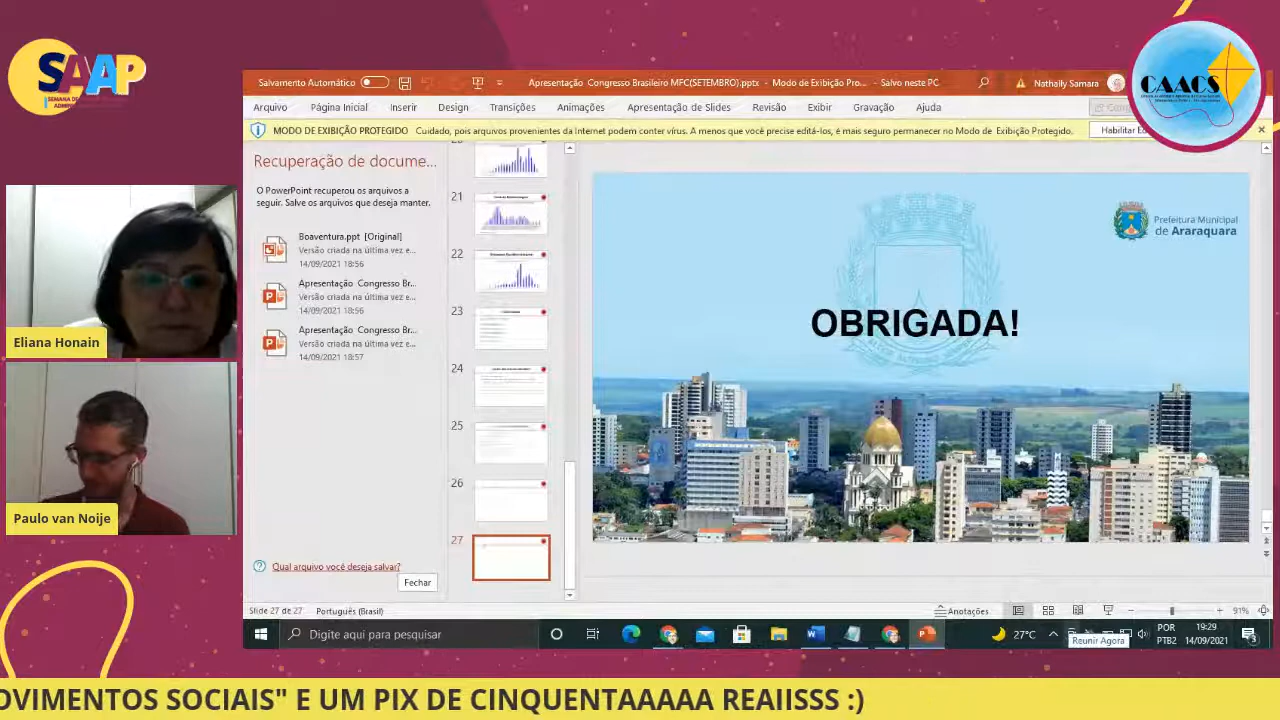 SAAP
SEMANA DE
CAACS
Salvamento Automático
Apresentação Congresso Brasileiro MFC(SETEMBRO).pptx - Modo de Exibição Pro... - Salvo neste PC
Nathally Samara
Arquivo Página Inicial Inserir Design Transições Animações Apresentação de Slides Revisão Exibir Gravação Ajuda
MODO DE EXIBIÇÃO PROTEGIDO Cuidado, pois arquivos provenientes da Internet podem conter vírus. A menos que você precise editá-los, é mais seguro permanecer no Modo de Exibição Protegido.
Habilitar
Recuperação de docume...
O PowerPoint recuperou os arquivos a
seguir. Salve os arquivos que deseja manter.
Boaventura.ppt [Original]
Versão criada na última vez e...
14/09/2021 18:56
Apresentação Congresso Br...
Versão criada na última vez e...
14/09/2021 18:56
Apresentação Congresso Br...
Versão criada na última vez e...
14/09/2021 18:57
Qual arquivo você deseja salvar?
Fechar
21
22
23
24
25
26
27
Prefeitura Municipal
de Araraquara
OBRIGADA!
Eliana Honain
Paulo van Noije
Slide 27 de 27 Português (Brasil)
Anotações
91%
Digite aqui para pesquisar
27°C
POR
PTB2
19:29
14/09/2021
3
Reunir Agora
OVIMENTOS SOCIAIS" E UM PIX DE CINQUENTAAAAA REAIISSS :)